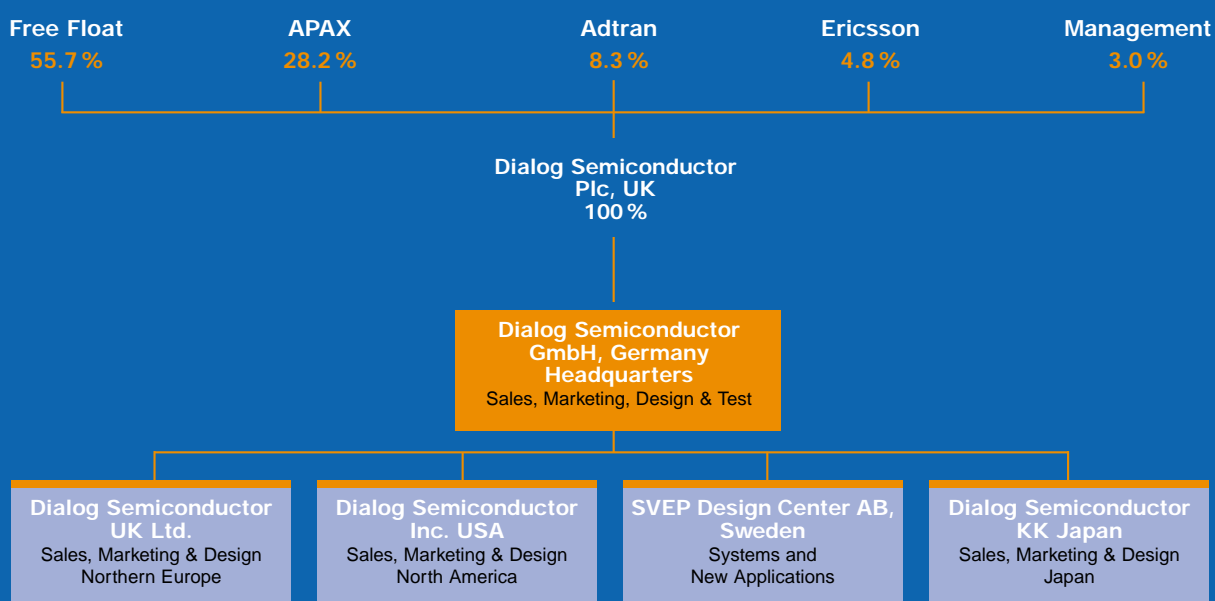 Free Float
55.7 %
APAX
28.2 %
Adtran
8.3 %
Ericsson
4.8 %
Management
3.0 %
Dialog Semiconductor
Plc, UK
100 %
Dialog Semiconductor
GmbH, Germany
Headquarters
Sales, Marketing, Design & Test
Dialog Semiconductor
UK Ltd.
Sales, Marketing & Design
Northern Europe
Dialog Semiconductor
Inc. USA
Sales, Marketing & Design
North America
SVEP Design Center AB,
Sweden
Systems and
New Applications
Dialog Semiconductor
KK Japan
Sales, Marketing & Design
Japan